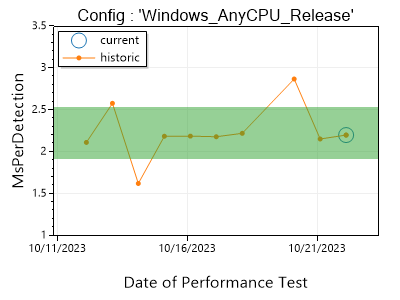 Config : 'Windows_AnyCPU_Release'
current
historic
MsPerDetection
3.5
3
2.5
2
1.5
1
10/11/2023
10/16/2023
10/21/2023
Date of Performance Test